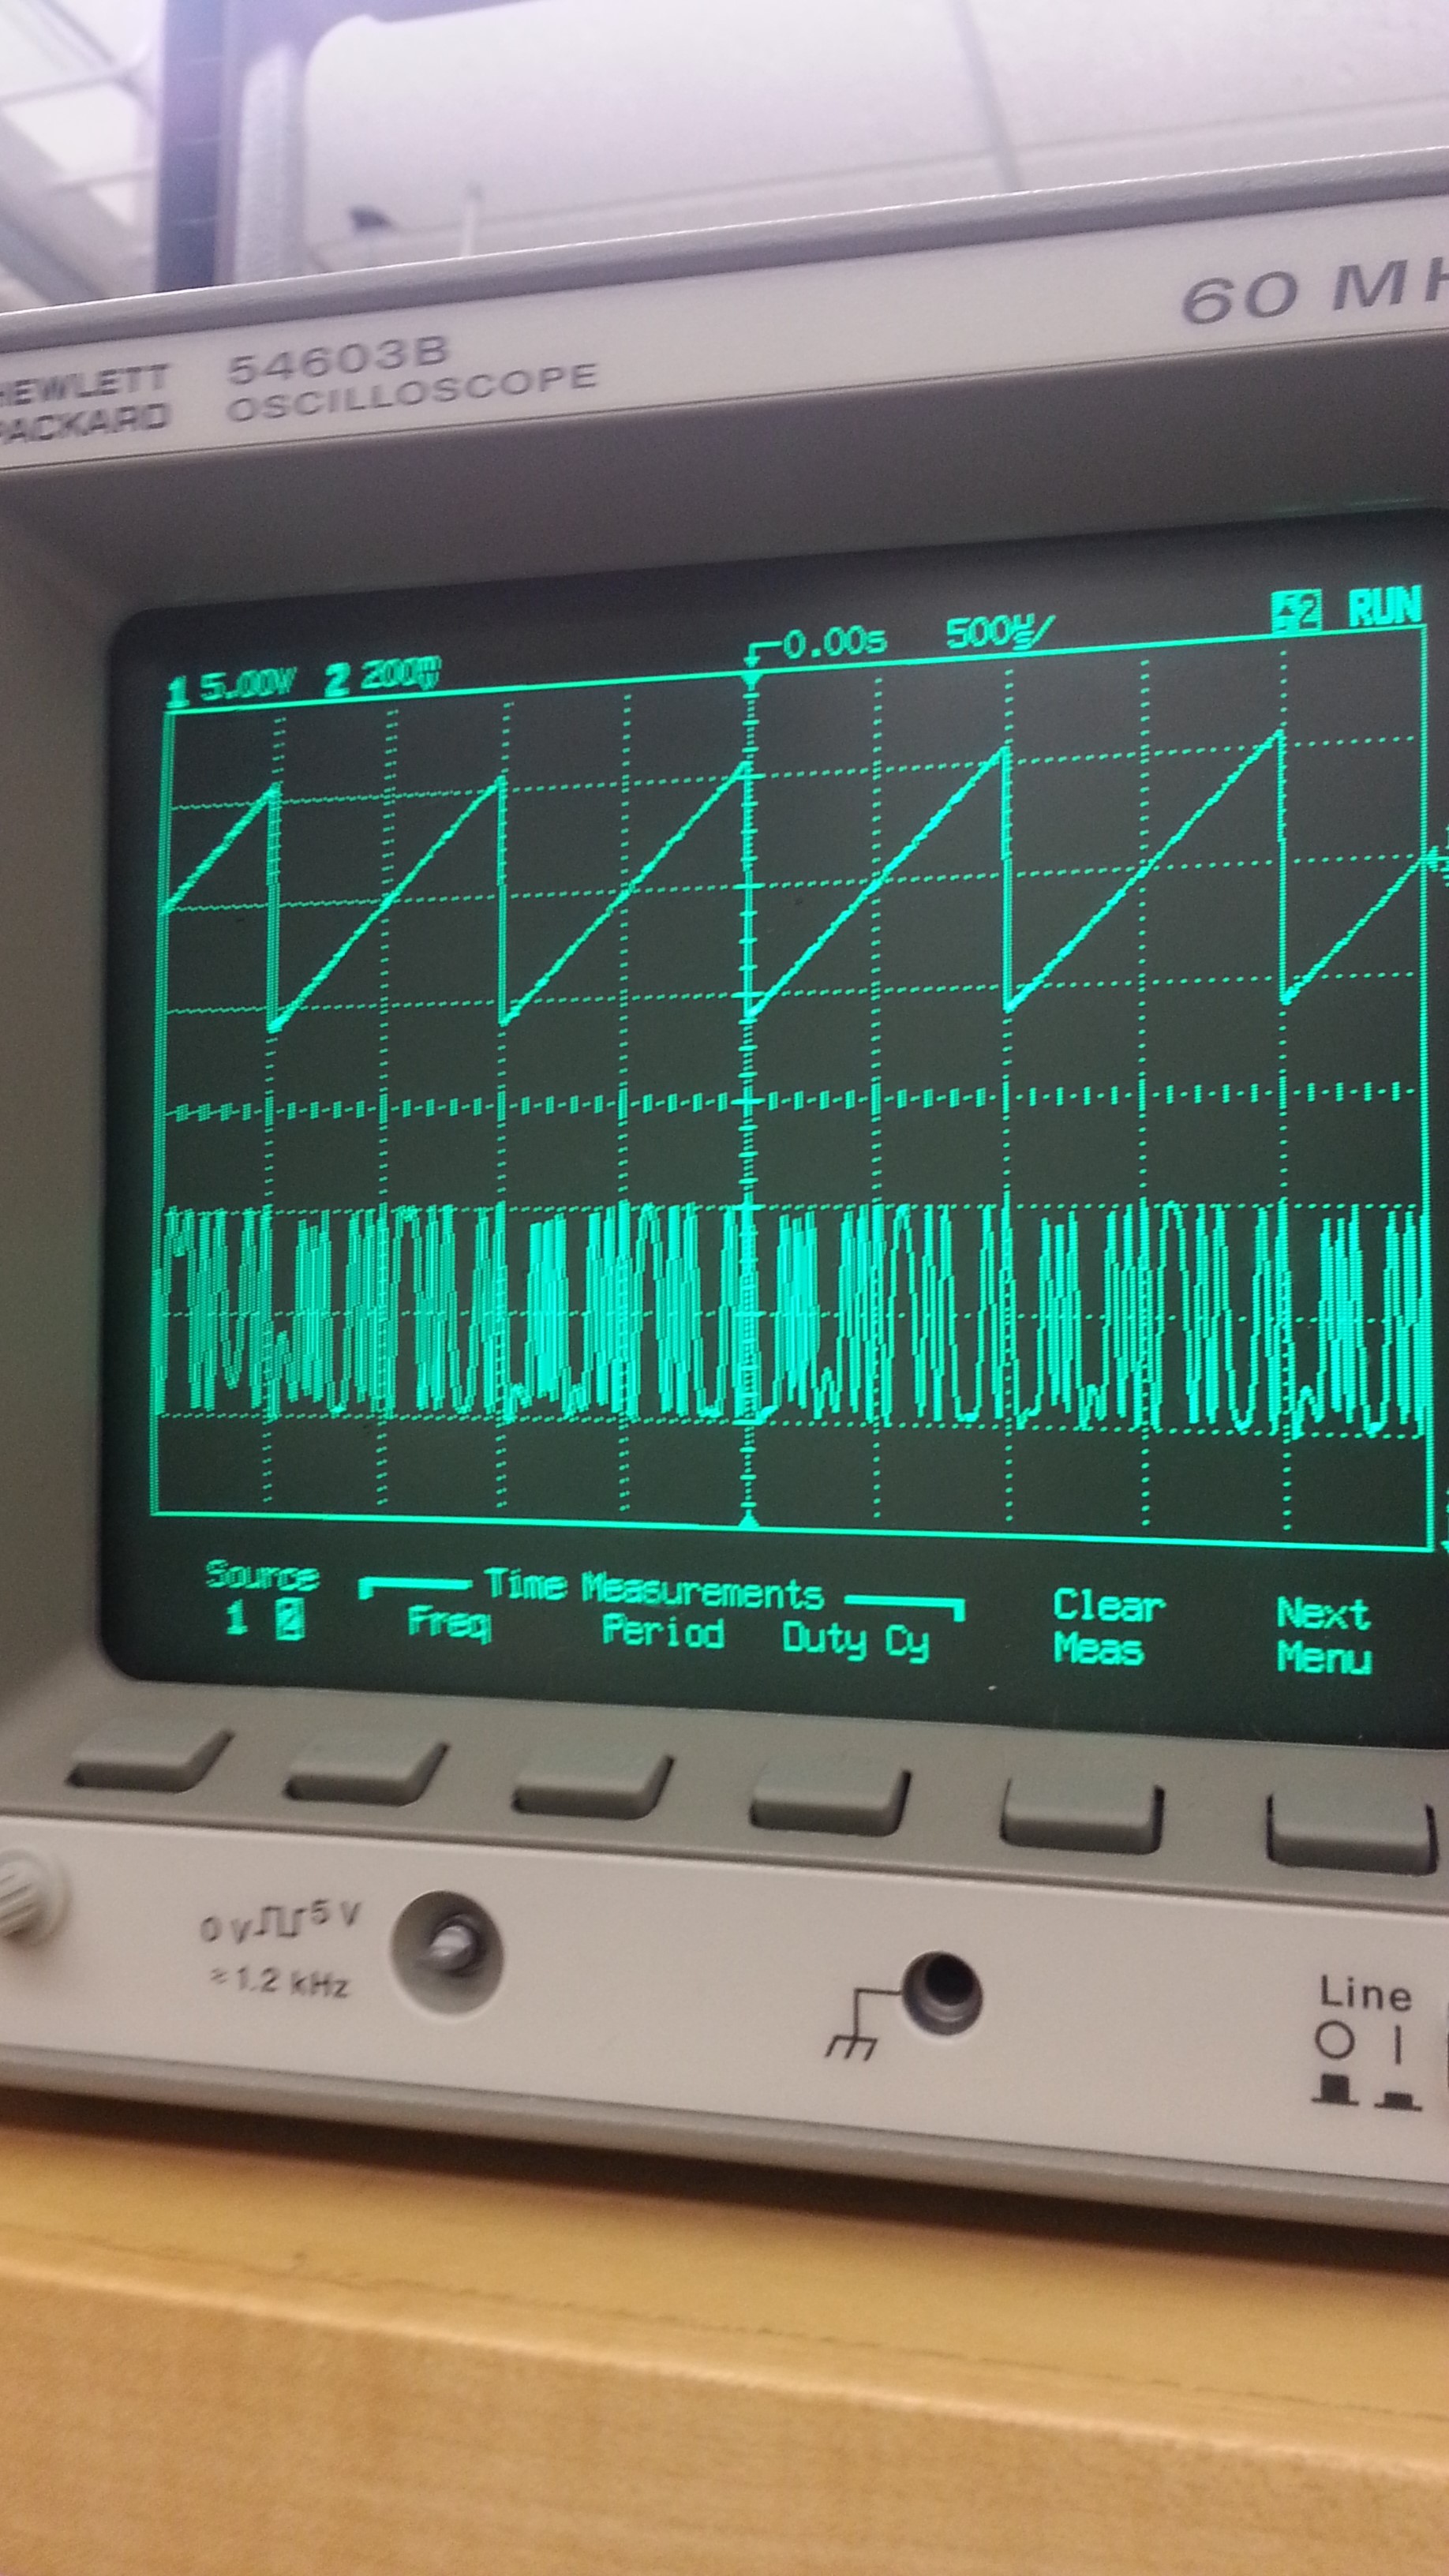 HEWLETT
PACKARD
54603B
OSCILLOSCOPE
60 MH
1 5.00V 2 200m
0.00s 500µs/
2 RUN
Source
1 2
Time Measurements
Freq Period Duty Cy
Clear
Meas
Next
Menu
0 V 5 V
≈1.2 kHz
Line